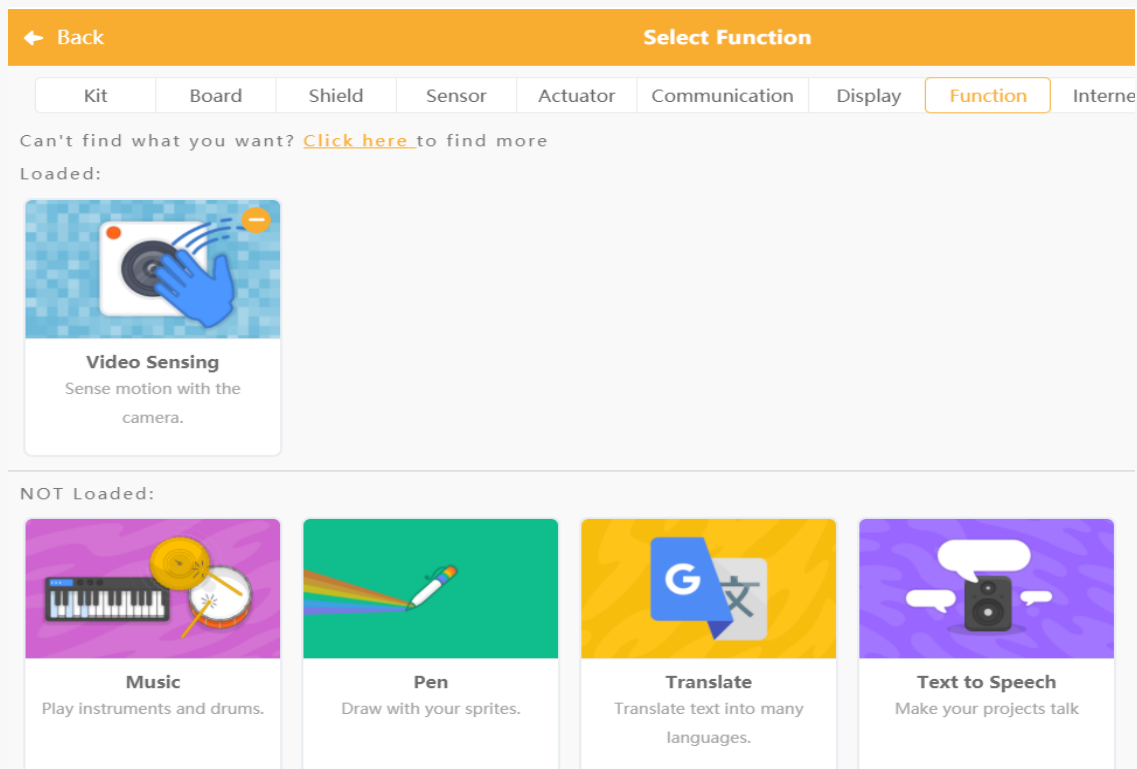 Back
Select Function
Kit Board Shield Sensor Actuator Communication Display Function Interne
Can't find what you want? Click here to find more
Loaded:
Video Sensing
Sense motion with the
camera.
NOT Loaded:
G 文
Music Pen Translate Text to Speech
Play instruments and drums. Draw with your sprites. Translate text into many Make your projects talk
languages.